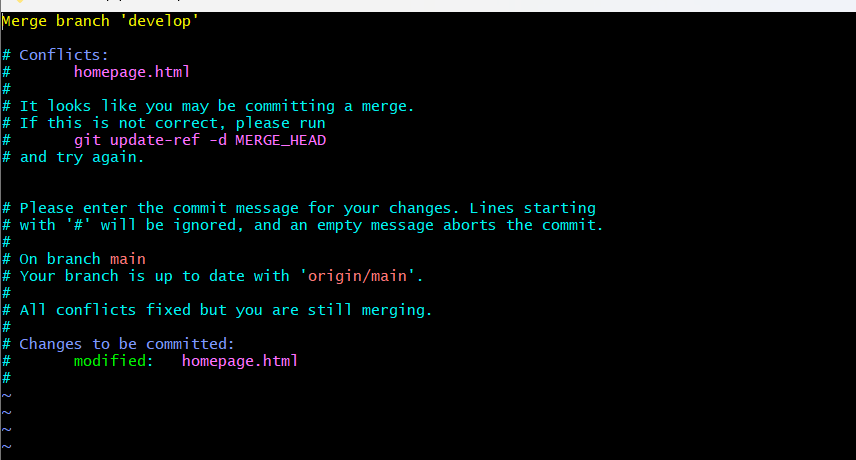 Merge branch 'develop'
# Conflicts:
#       homepage.html
#
# It looks like you may be committing a merge.
# If this is not correct, please run
#       git update-ref -d MERGE_HEAD
# and try again.
# Please enter the commit message for your changes. Lines starting
# with '#' will be ignored, and an empty message aborts the commit.
#
# On branch main
# Your branch is up to date with 'origin/main'.
#
# All conflicts fixed but you are still merging.
#
# Changes to be committed:
#       modified:   homepage.html
#
~
~
~
~